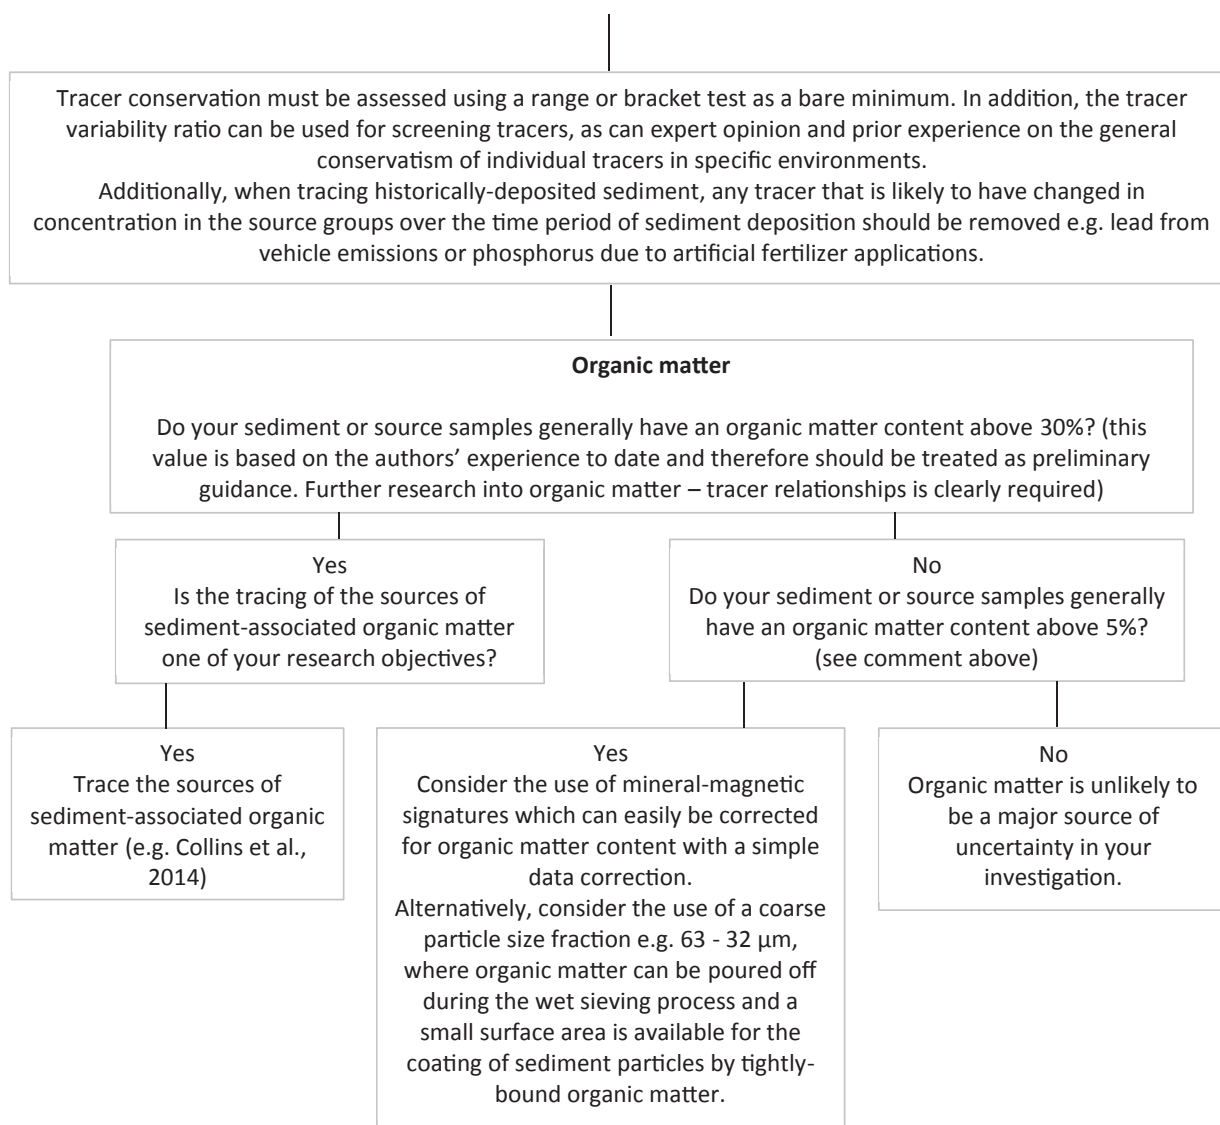 Tracer conservation must be assessed using a range or bracket test as a bare minimum. In addition, the tracer
variability ratio can be used for screening tracers, as can expert opinion and prior experience on the general
conservatism of individual tracers in specific environments.
Additionally, when tracing historically-deposited sediment, any tracer that is likely to have changed in
concentration in the source groups over the time period of sediment deposition should be removed e.g. lead from
vehicle emissions or phosphorus due to artificial fertilizer applications.
Organic matter
Do your sediment or source samples generally have an organic matter content above 30%? (this
value is based on the authors’ experience to date and therefore should be treated as preliminary
guidance. Further research into organic matter – tracer relationships is clearly required)
Yes
Is the tracing of the sources of
sediment-associated organic matter
one of your research objectives?
No
Do your sediment or source samples generally
have an organic matter content above 5%?
(see comment above)
Yes
Trace the sources of
sediment-associated organic
matter (e.g. Collins et al.,
2014)
Yes
Consider the use of mineral-magnetic
signatures which can easily be corrected
for organic matter content with a simple
data correction.
Alternatively, consider the use of a coarse
particle size fraction e.g. 63 - 32 µm,
where organic matter can be poured off
during the wet sieving process and a
small surface area is available for the
coating of sediment particles by tightly-
bound organic matter.
No
Organic matter is unlikely to
be a major source of
uncertainty in your
investigation.